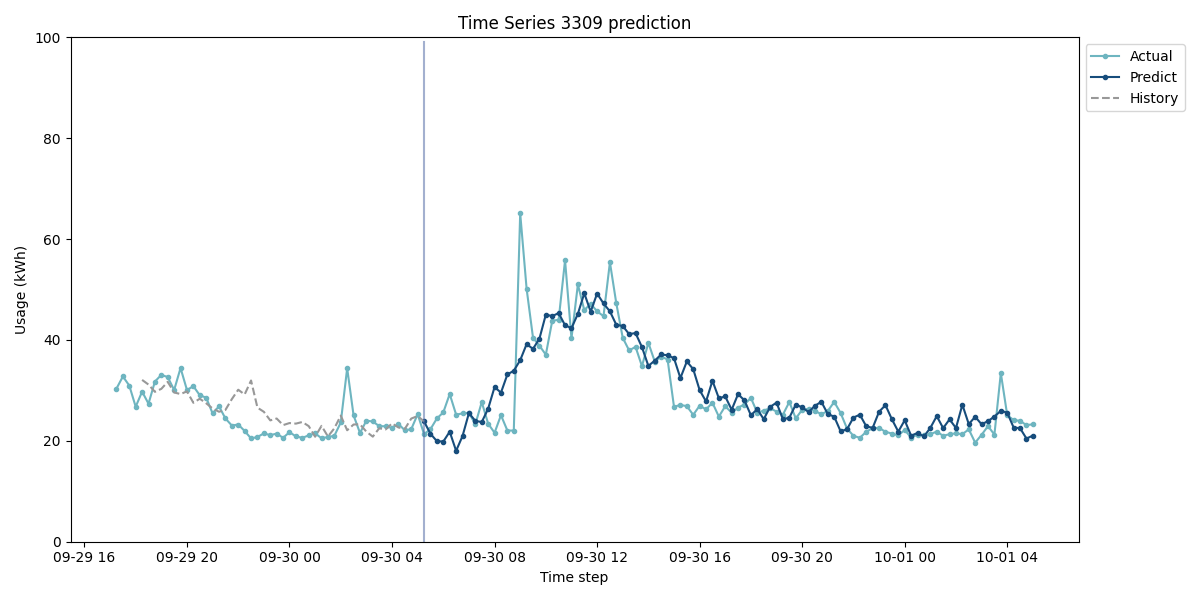 Time Series 3309 prediction
100
80
60
40
20
0
Usage (kWh)
09-29 16
09-29 20
09-30 00
09-30 04
09-30 08
09-30 12
09-30 16
09-30 20
10-01 00
10-01 04
Time step
Actual
Predict
History